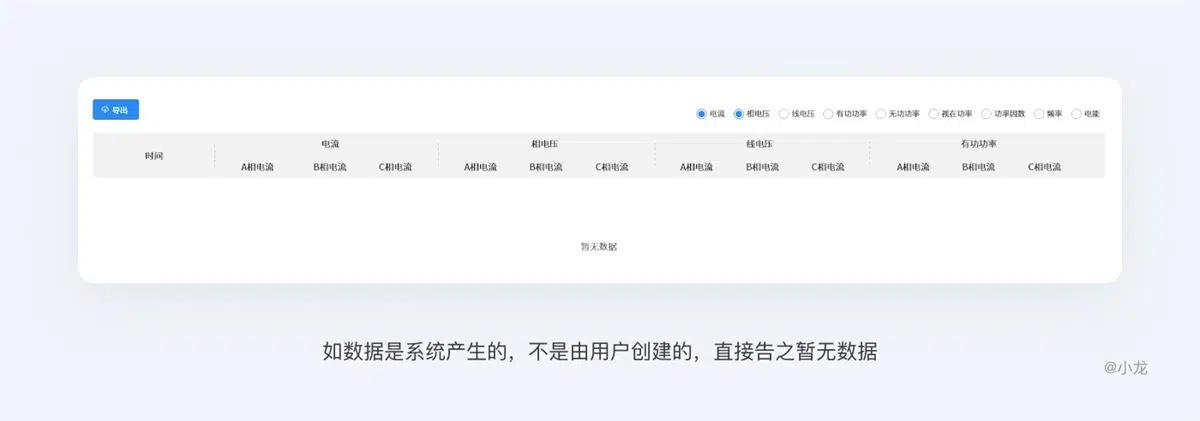 导出
电流 相电压 线电压 有功功率 无功功率 视在功率 功率因数 频率 电能
时间 电流 相电压 线电压 有功功率
A相电流 B相电流 C相电流 A相电流 B相电流 C相电流 A相电流 B相电流 C相电流 A相电流 B相电流 C相电流
暂无数据
如数据是系统产生的，不是由用户创建的，直接告之暂无数据
@小龙